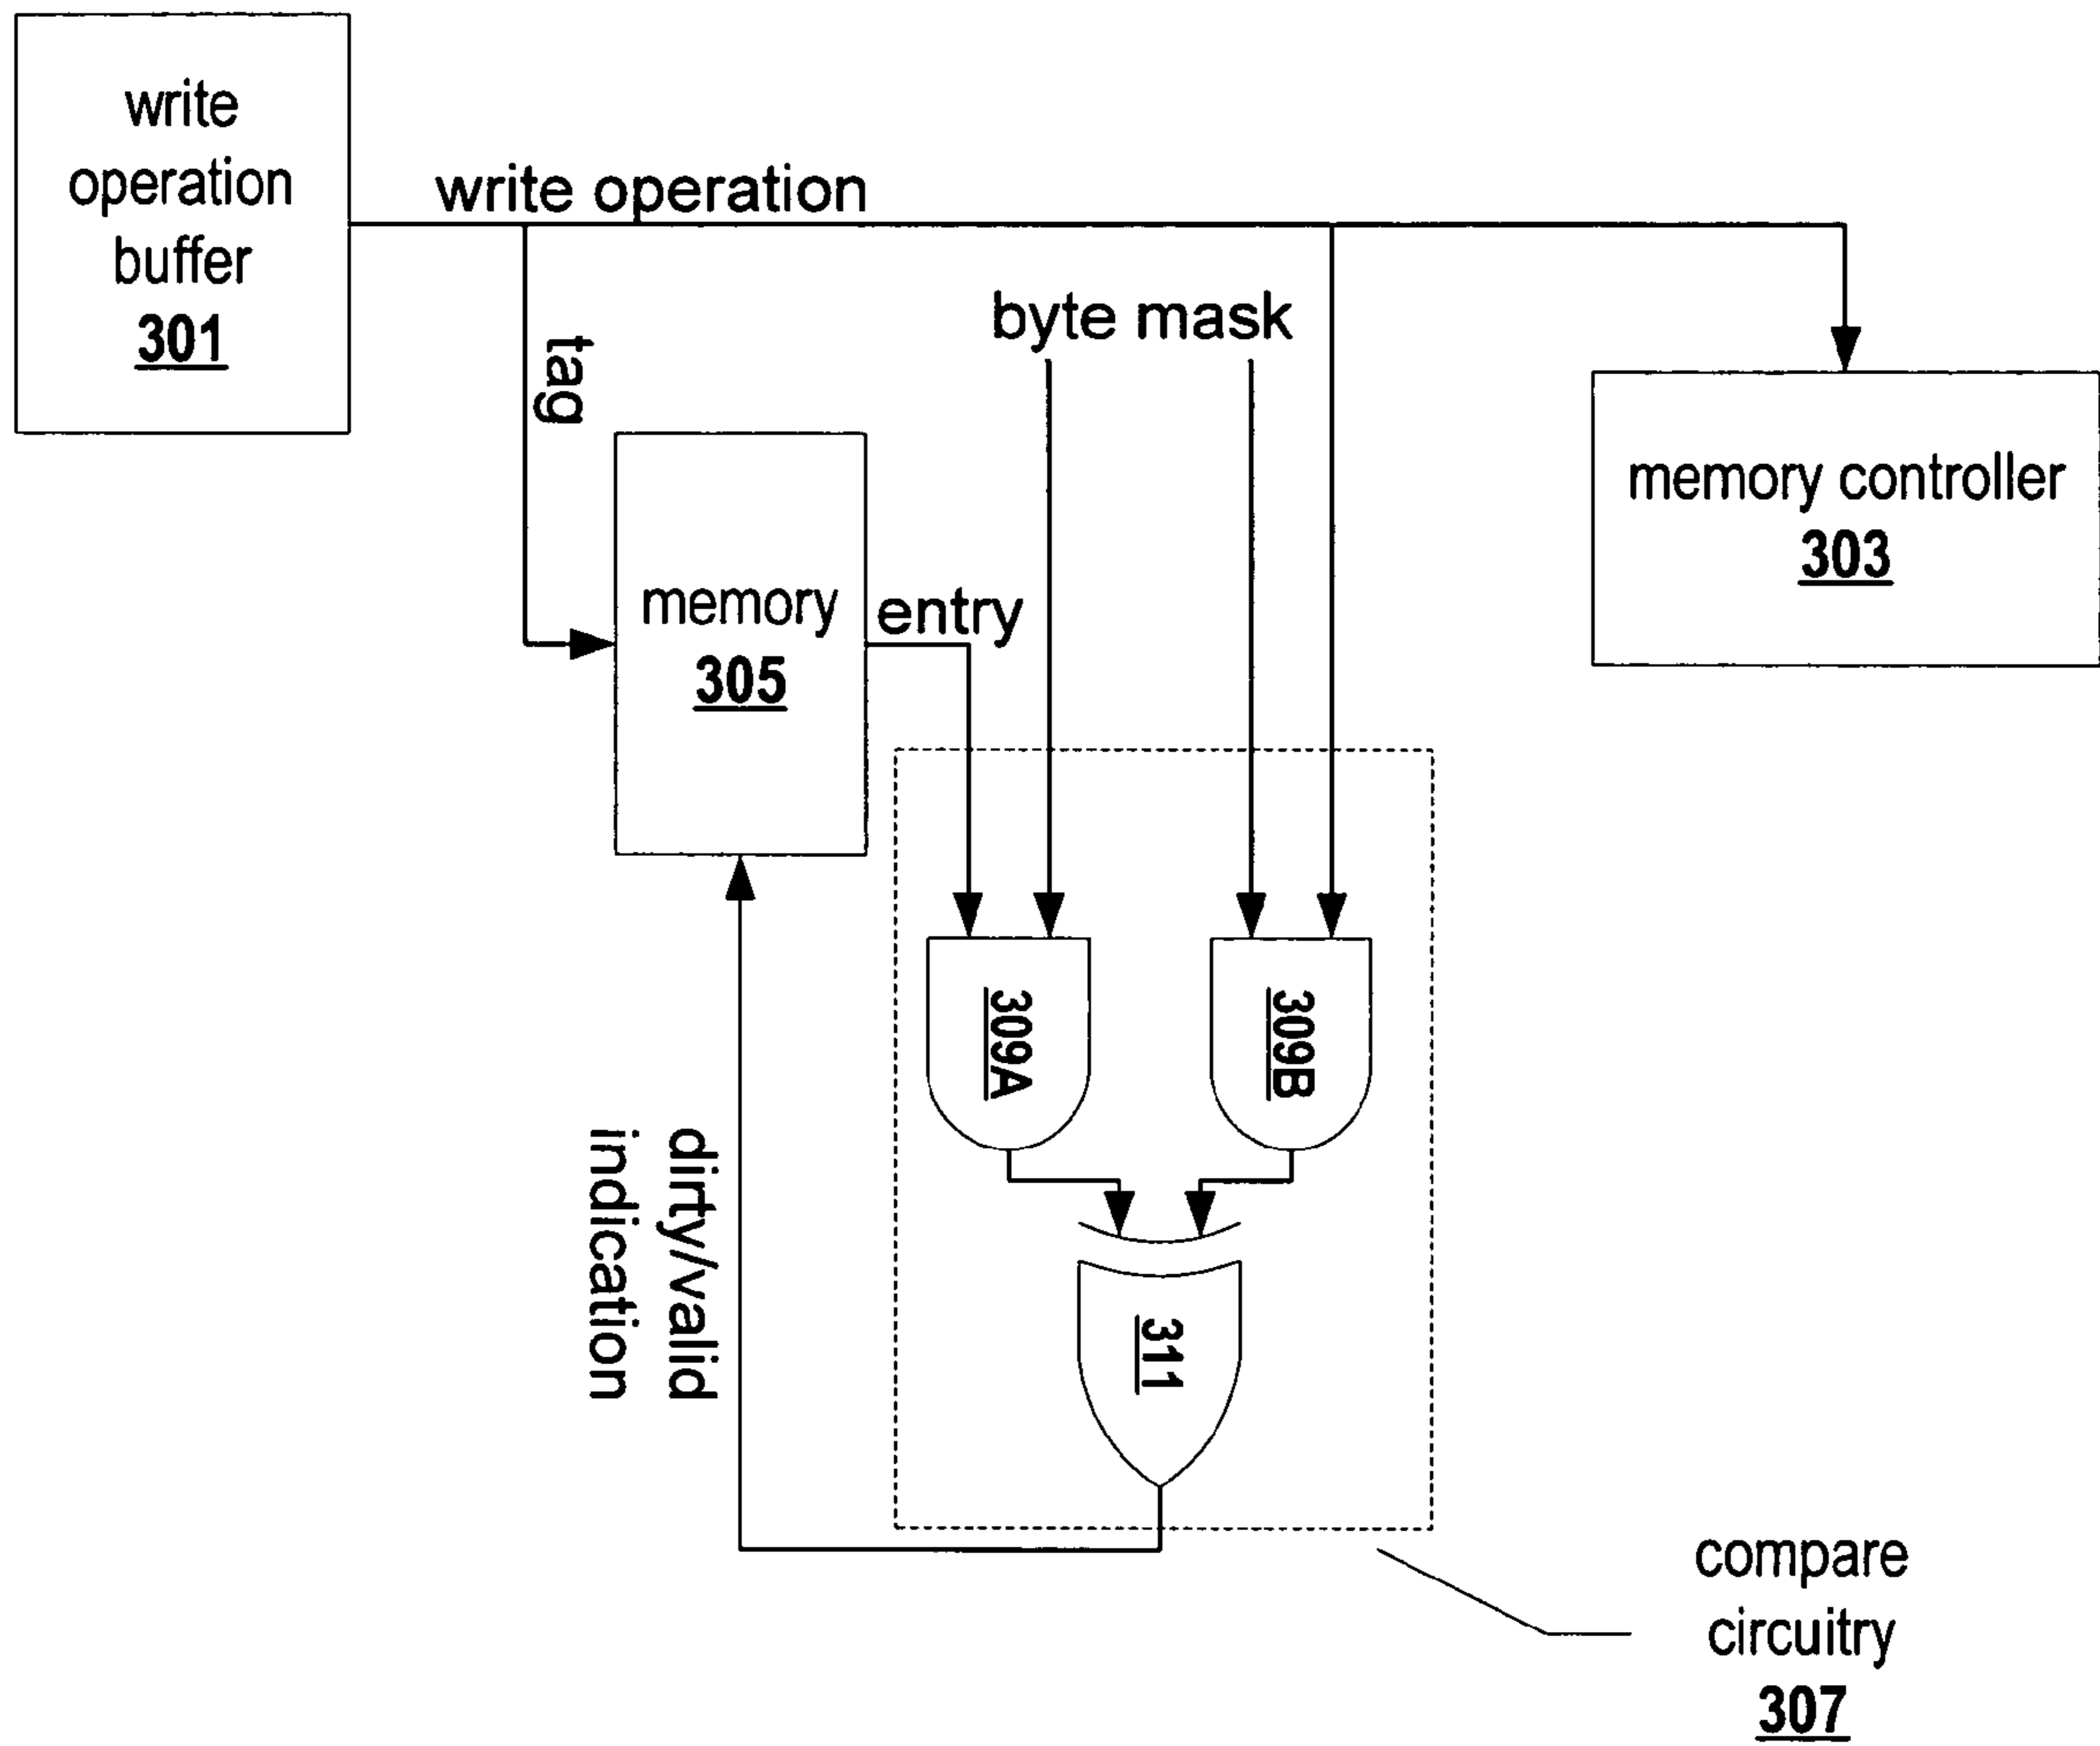 write
operation
buffer
301
write operation
tag
byte mask
memory controller
303
memory
305
entry
309A
309B
311
dirty/valid
indication
compare
circuitry
307